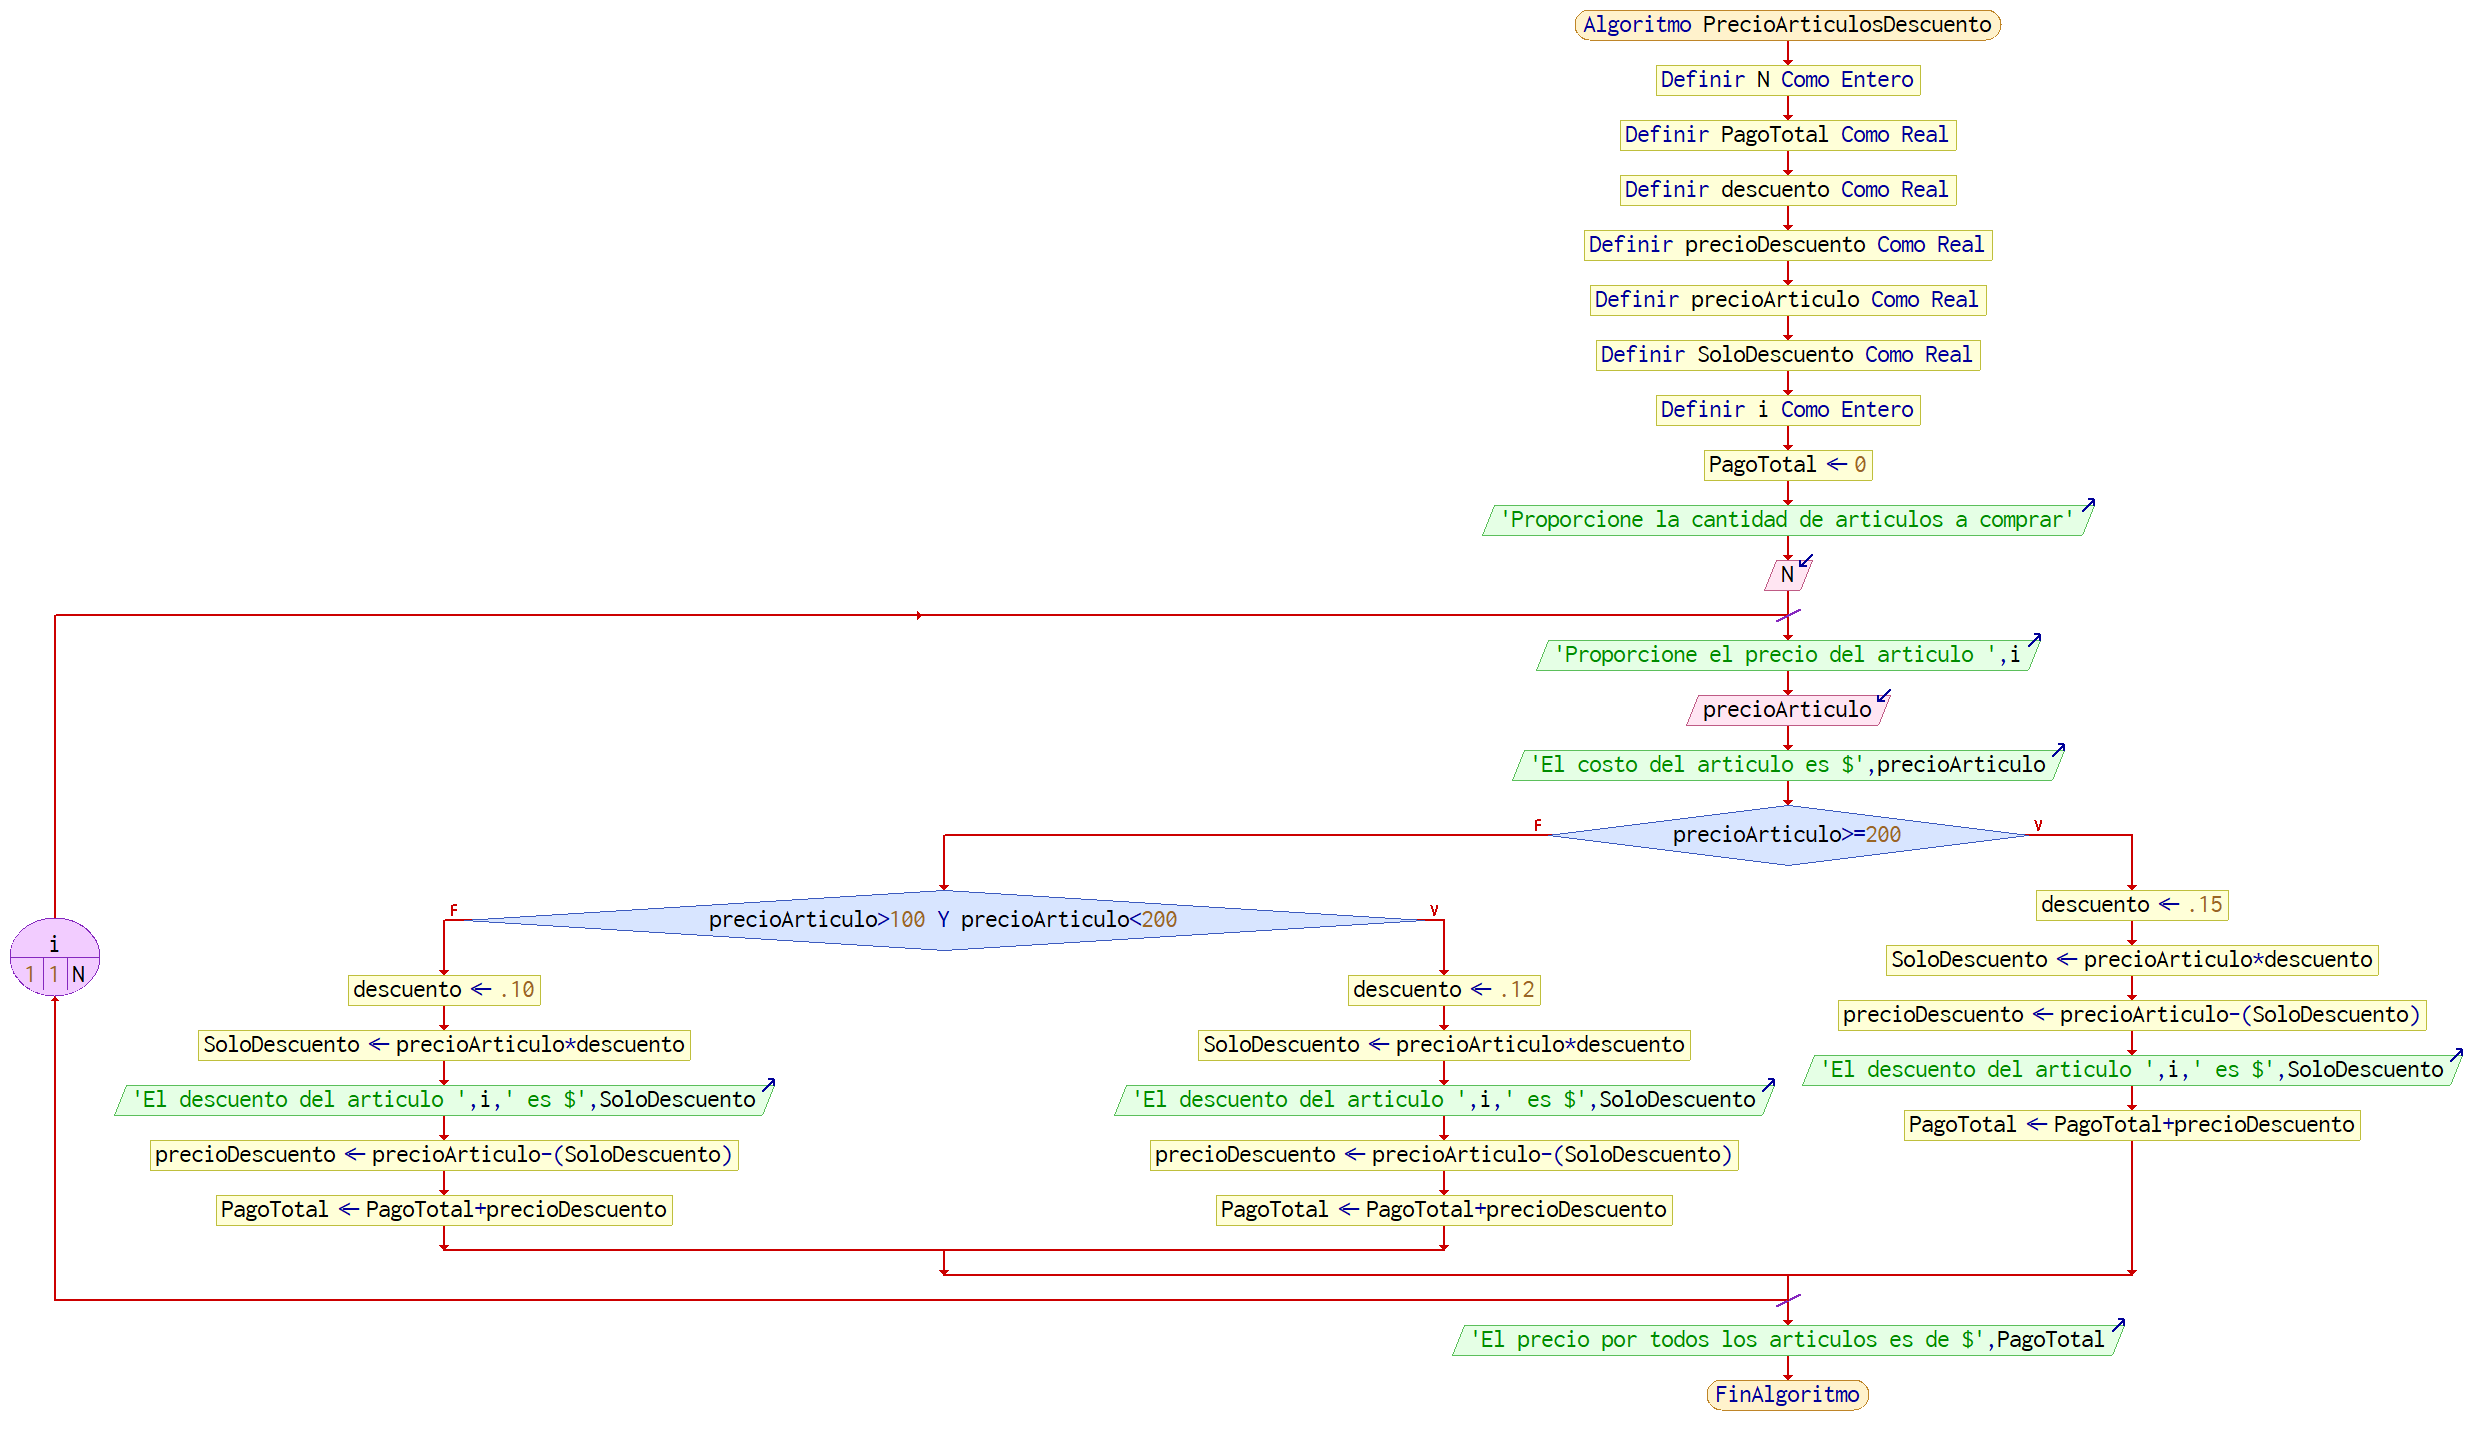 Algoritmo PrecioArticulosDescuento
Definir N Como Entero
Definir PagoTotal Como Real
Definir descuento Como Real
Definir precioDescuento Como Real
Definir precioArticulo Como Real
Definir SoloDescuento Como Real
Definir i Como Entero
PagoTotal ← 0
'Proporcione la cantidad de articulos a comprar'
N
'Proporcione el precio del articulo ',i
precioArticulo
'El costo del articulo es $',precioArticulo
precioArticulo>=200
F
V
precioArticulo>100 Y precioArticulo<200
F
V
i
1 1 N
descuento ← .10
SoloDescuento ← precioArticulo*descuento
'El descuento del articulo ',i,' es $',SoloDescuento
precioDescuento ← precioArticulo-(SoloDescuento)
PagoTotal ← PagoTotal+precioDescuento
descuento ← .12
SoloDescuento ← precioArticulo*descuento
'El descuento del articulo ',i,' es $',SoloDescuento
precioDescuento ← precioArticulo-(SoloDescuento)
PagoTotal ← PagoTotal+precioDescuento
descuento ← .15
SoloDescuento ← precioArticulo*descuento
precioDescuento ← precioArticulo-(SoloDescuento)
'El descuento del articulo ',i,' es $',SoloDescuento
PagoTotal ← PagoTotal+precioDescuento
'El precio por todos los articulos es de $',PagoTotal
FinAlgoritmo